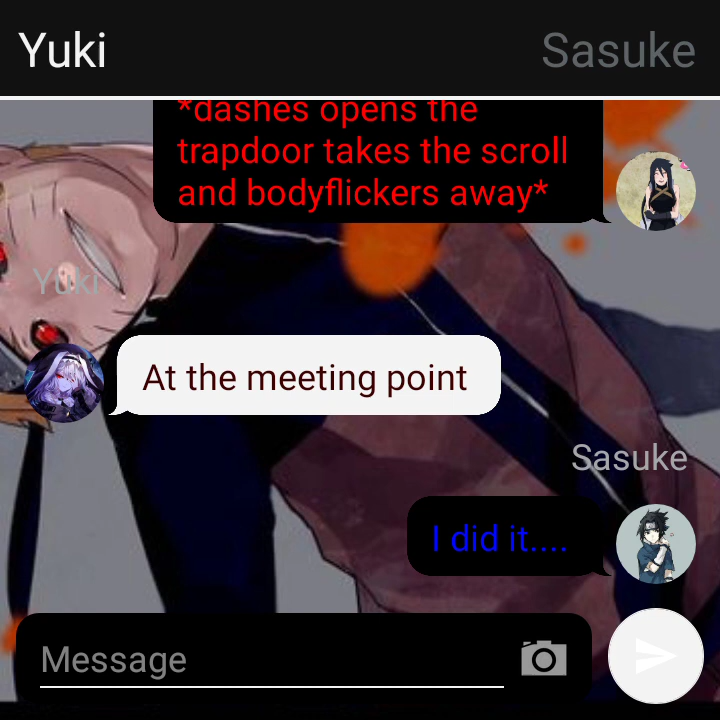 Yuki
Sasuke
*dashes opens the
trapdoor takes the scroll
and bodyflickers away*
Yuki
At the meeting point
Sasuke
I did it....
Message